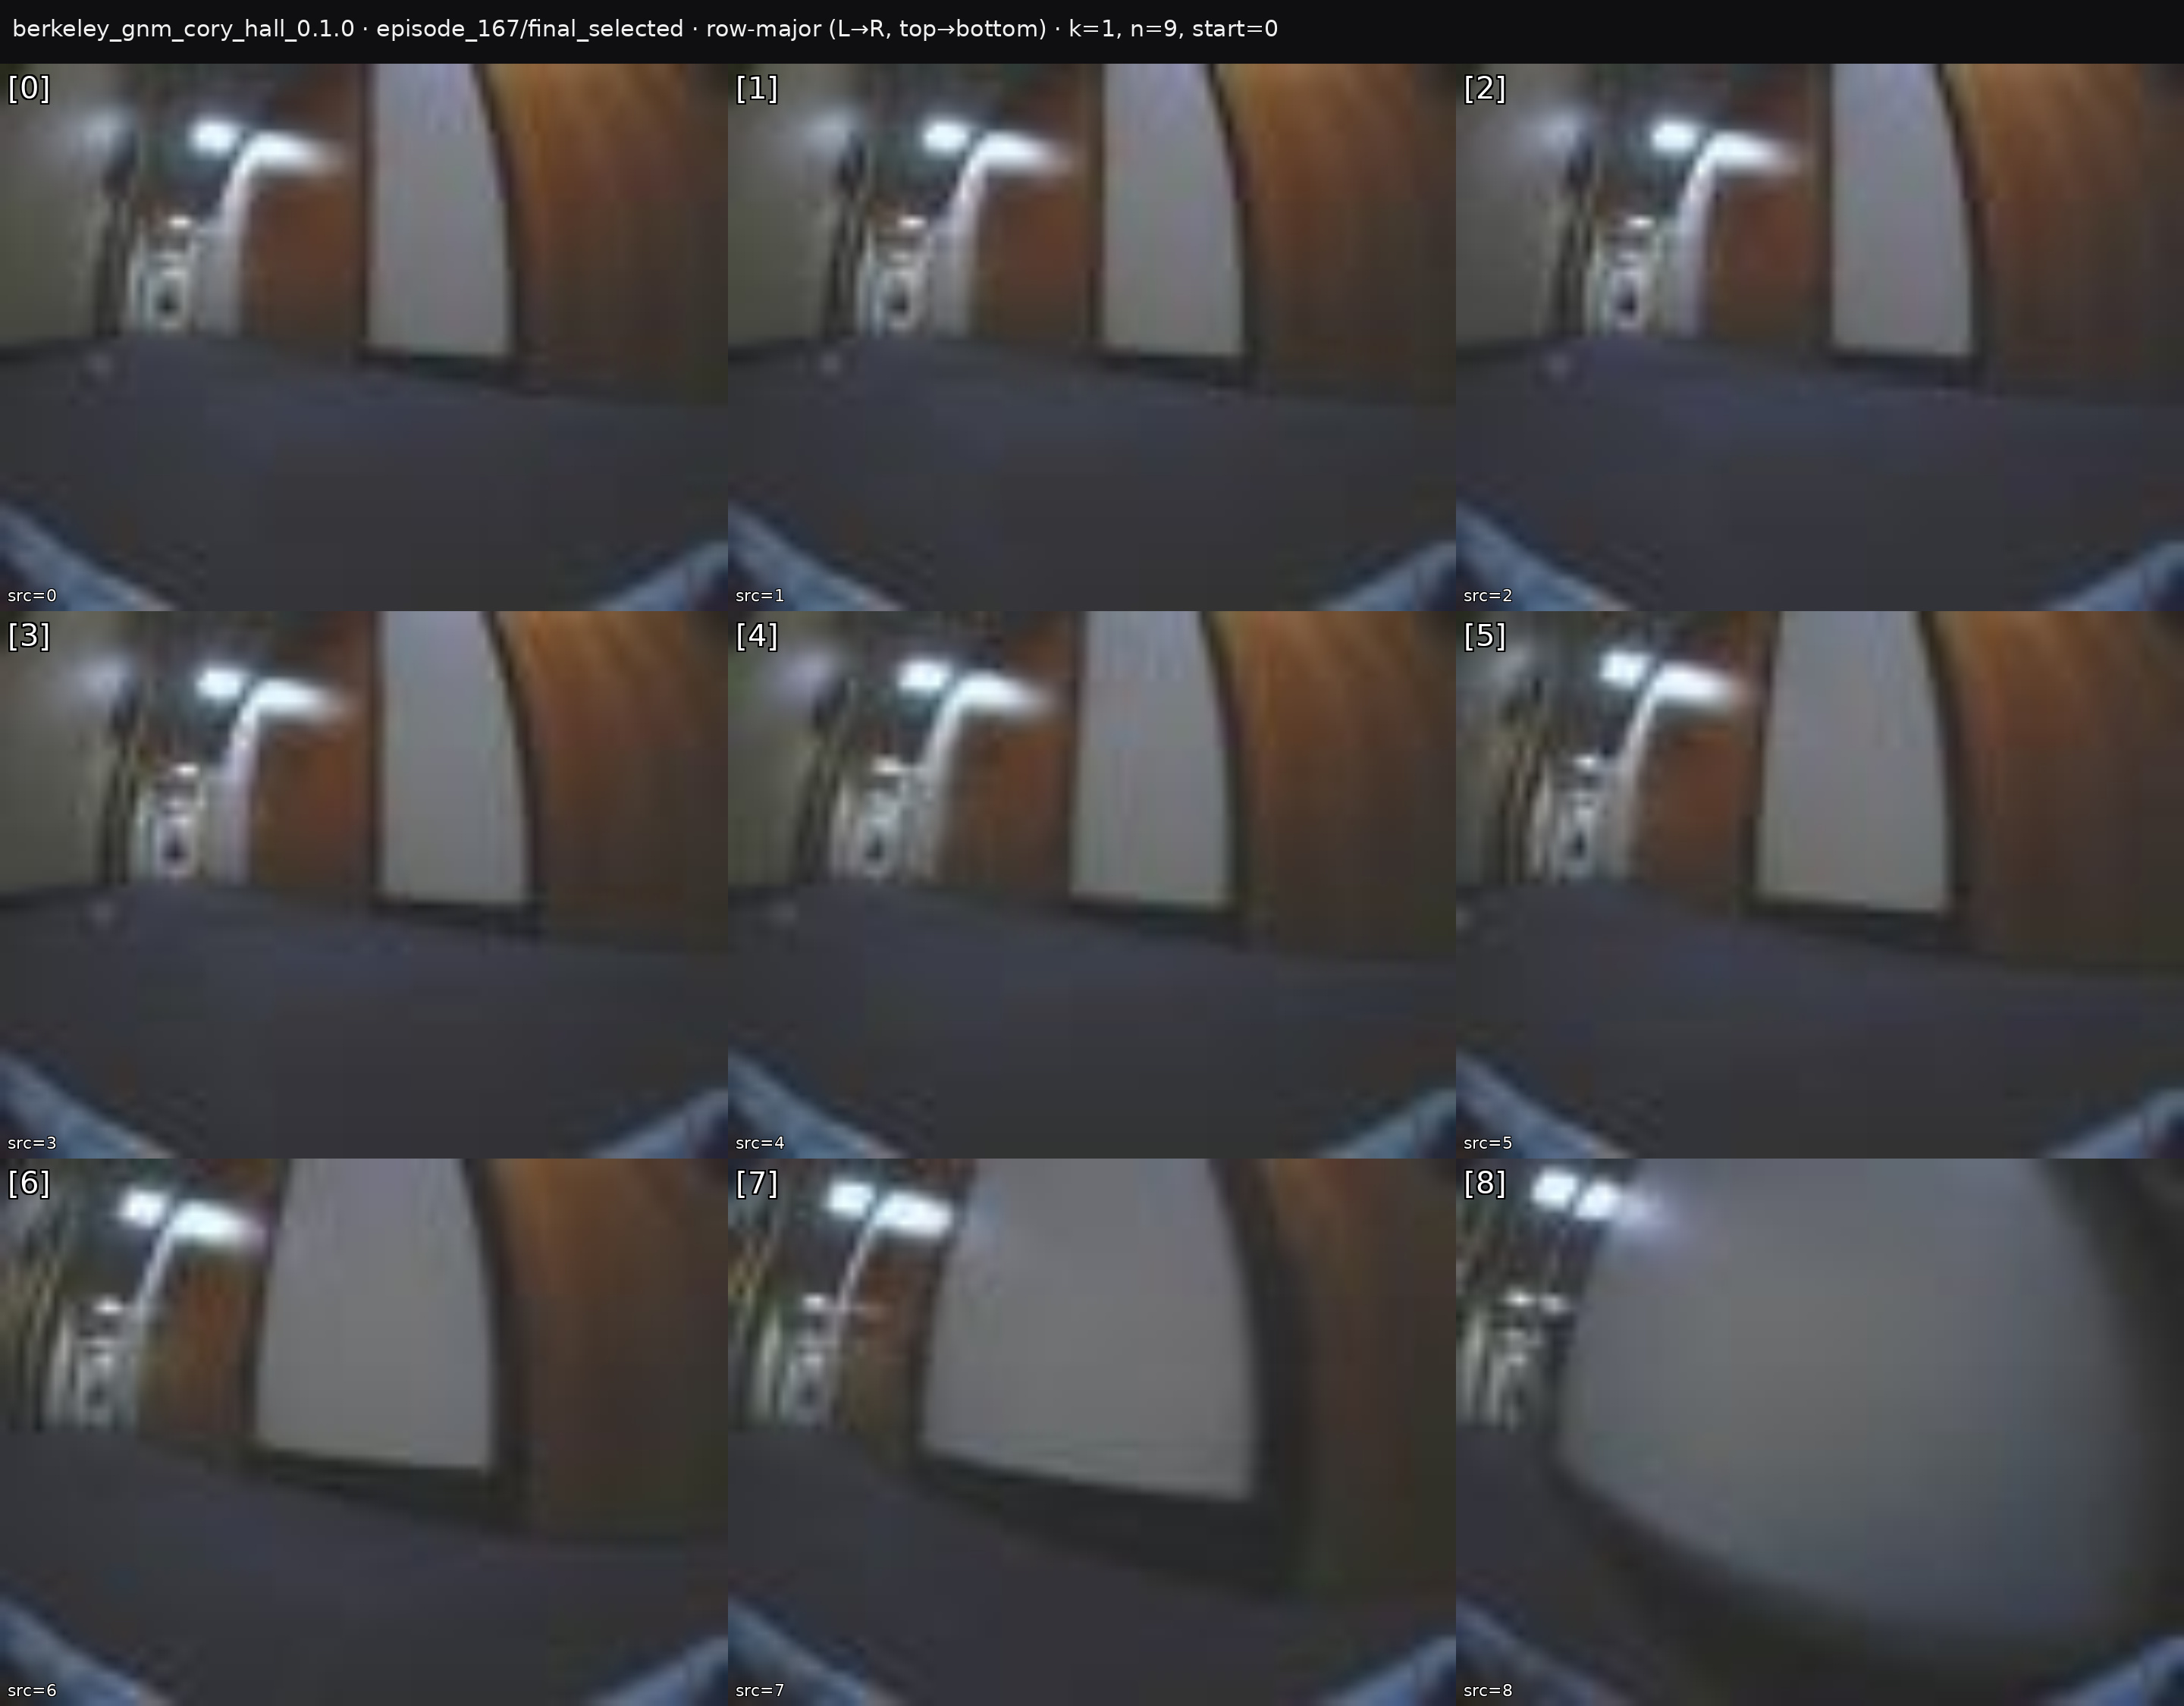 berkeley_gnm_cory_hall_0.1.0 · episode_167/final_selected · row-major (L→R, top→bottom) · k=1, n=9, start=0
[0]
[1]
[2]
src=0
src=1
src=2
[3]
[4]
[5]
src=3
src=4
src=5
[6]
[7]
[8]
src=6
src=7
src=8